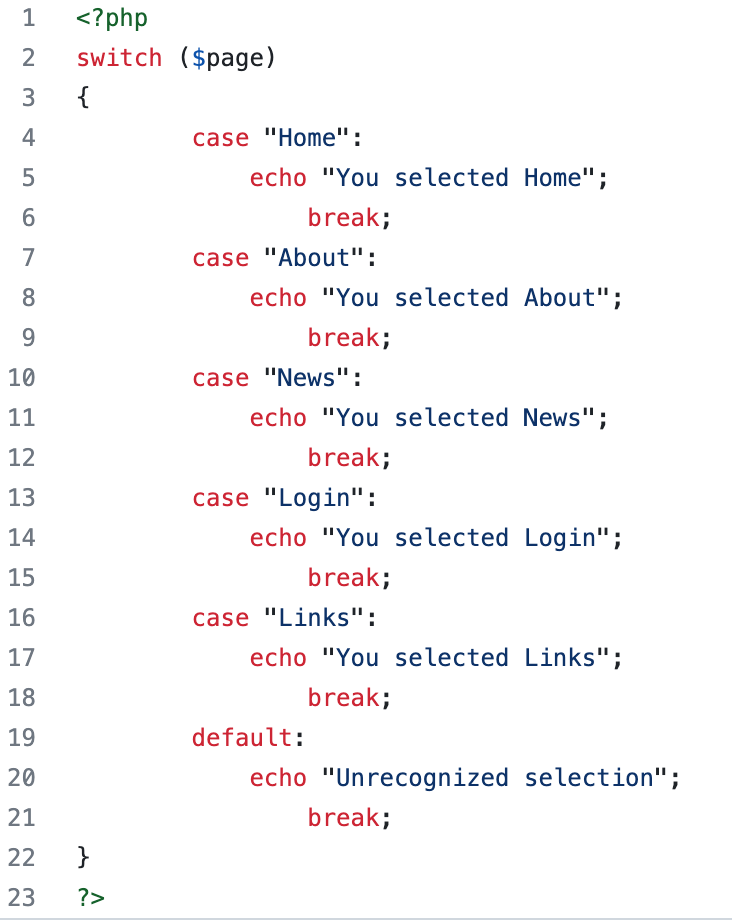 1 <?php
2 switch ($page)
3 {
4 case "Home":
5 echo "You selected Home";
6 break;
7 case "About":
8 echo "You selected About";
9 break;
10 case "News":
11 echo "You selected News";
12 break;
13 case "Login":
14 echo "You selected Login";
15 break;
16 case "Links":
17 echo "You selected Links";
18 break;
19 default:
20 echo "Unrecognized selection";
21 break;
22 }
23 ?>